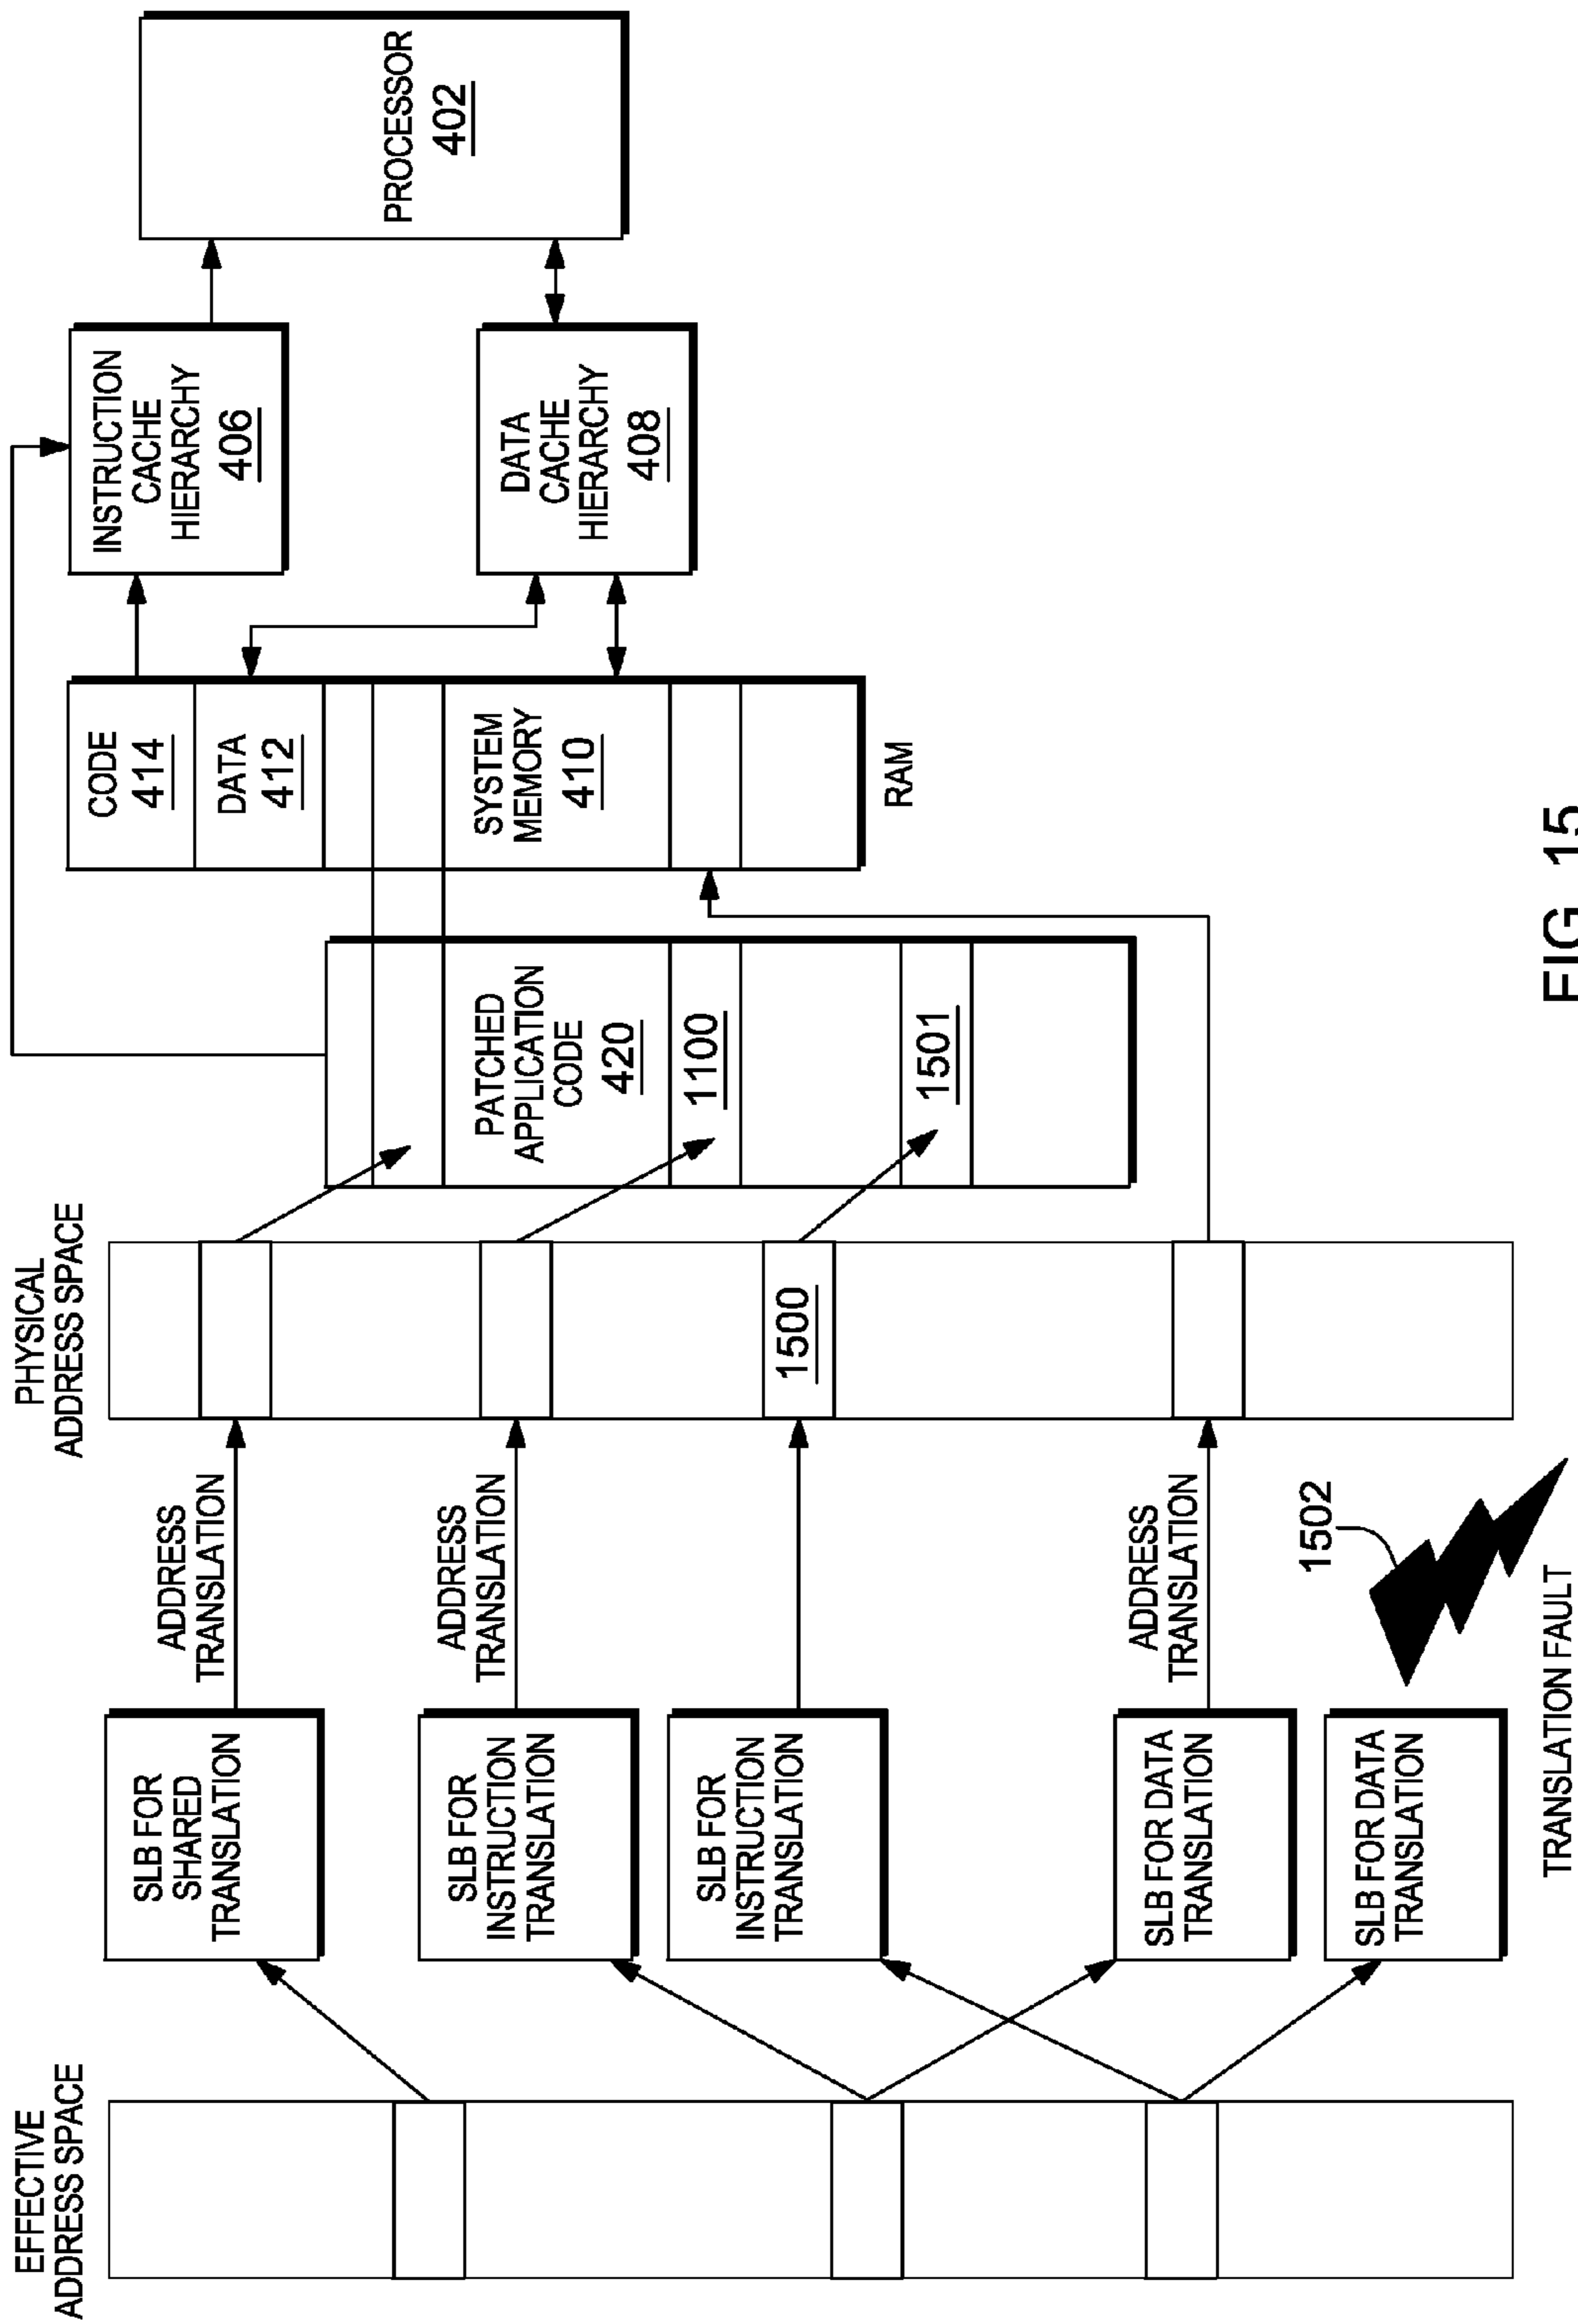 EFFECTIVE
ADDRESS SPACE
SLB FOR
SHARED
TRANSLATION
SLB FOR
INSTRUCTION
TRANSLATION
SLB FOR
INSTRUCTION
TRANSLATION
SLB FOR DATA
TRANSLATION
SLB FOR DATA
TRANSLATION
ADDRESS
TRANSLATION
ADDRESS
TRANSLATION
ADDRESS
TRANSLATION
1502
TRANSLATION FAULT
PHYSICAL
ADDRESS SPACE
1500
PATCHED
APPLICATION
CODE
420
1100
1501
CODE
414
DATA
412
SYSTEM
MEMORY
410
RAM
INSTRUCTION
CACHE
HIERARCHY
406
DATA
CACHE
HIERARCHY
408
PROCESSOR
402
FIG. 15